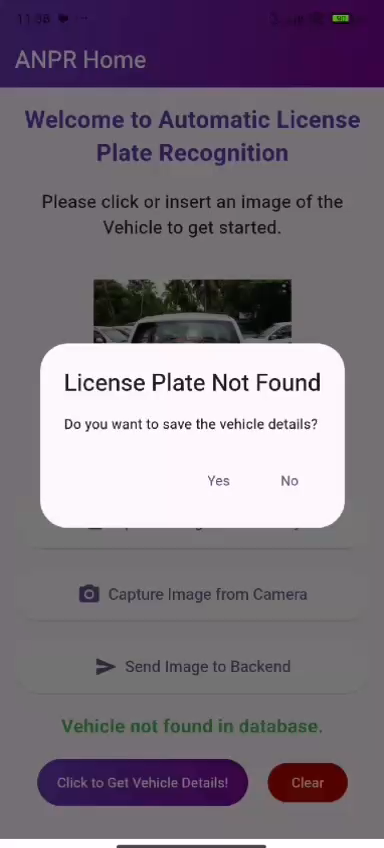 11:38
90
ANPR Home
Welcome to Automatic License
Plate Recognition
Please click or insert an image of the
Vehicle to get started.
License Plate Not Found
Do you want to save the vehicle details?
Yes
No
Capture Image from Camera
Send Image to Backend
Vehicle not found in database.
Click to Get Vehicle Details!
Clear